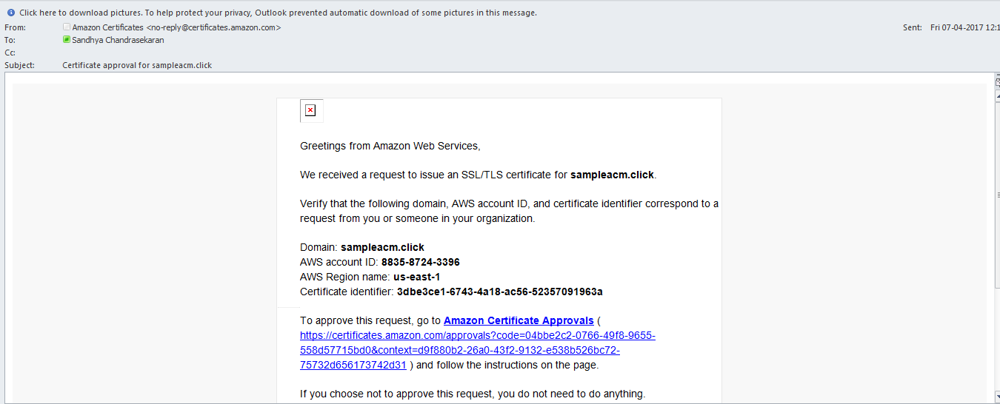 Click here to download pictures. To help protect your privacy, Outlook prevented automatic download of some pictures in this message.
From: Amazon Certificates <no-reply@certificates.amazon.com> Sent: Fri 07-04-2017 12:1
To: Sandhya Chandrasekaran
Cc:
Subject: Certificate approval for sampleacm.click
Greetings from Amazon Web Services,
We received a request to issue an SSL/TLS certificate for sampleacm.click.
Verify that the following domain, AWS account ID, and certificate identifier correspond to a
request from you or someone in your organization.
Domain: sampleacm.click
AWS account ID: 8835-8724-3396
AWS Region name: us-east-1
Certificate identifier: 3dbe3ce1-6743-4a18-ac56-52357091963a
To approve this request, go to Amazon Certificate Approvals (
https://certificates.amazon.com/approvals?code=04bbe2c2-0766-49f8-9655-
558d57715bd0&context=d9f880b2-26a0-43f2-9132-e538b526bc72-
75732d656173742d31 ) and follow the instructions on the page.
If you choose not to approve this request, you do not need to do anything.